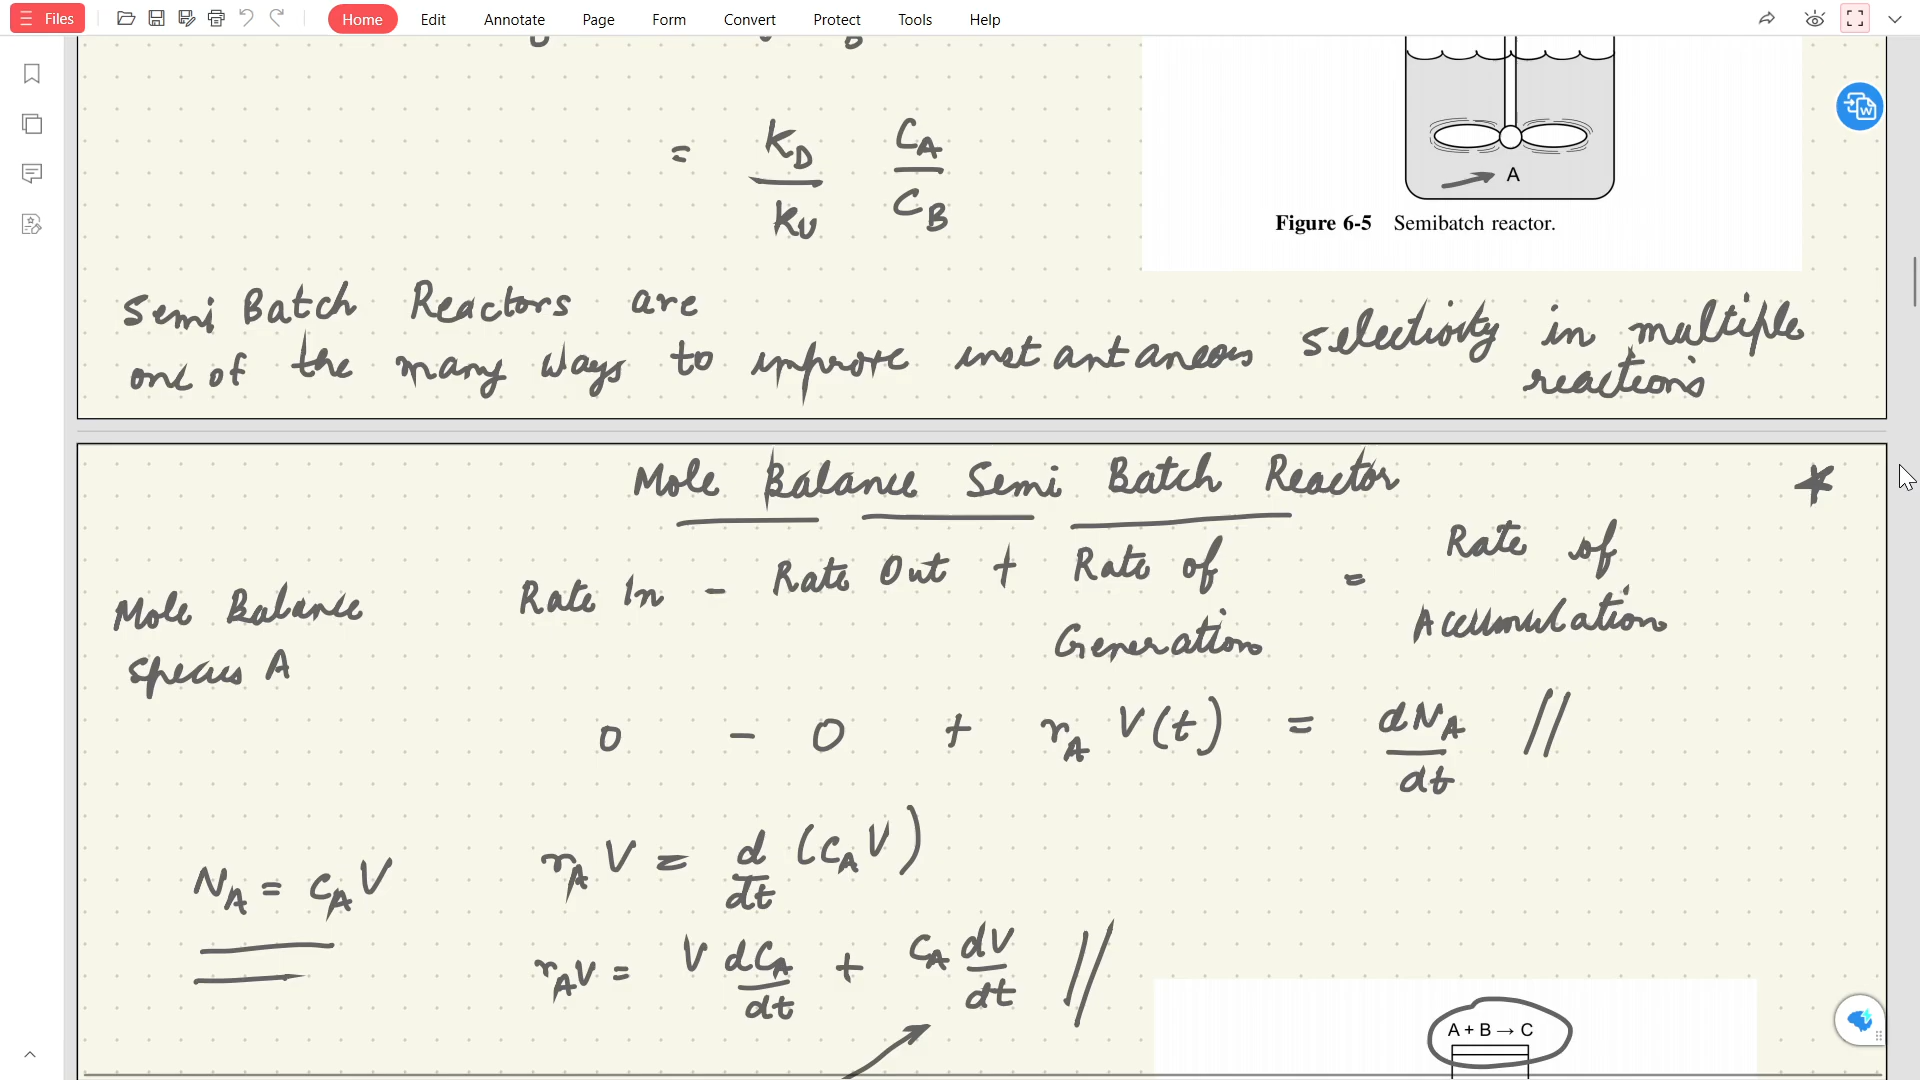 Files Home Edit Annotate Page Form Convert Protect Tools Help
= kD / kU CA / CB
A
Figure 6-5 Semibatch reactor.
Semi Batch Reactors are
one of the many ways to improve instantaneous selectivity in multiple
reactions
Mole Balance Semi Batch Reactor *
Mole Balance
Species A
Rate In - Rate Out + Rate of Generation = Rate of Accumulation
0 - 0 + rA V(t) = dNA/dt //
NA = CAV
rA V = d/dt (CA V)
rAV = V dCA/dt + CA dV/dt //
A + B → C